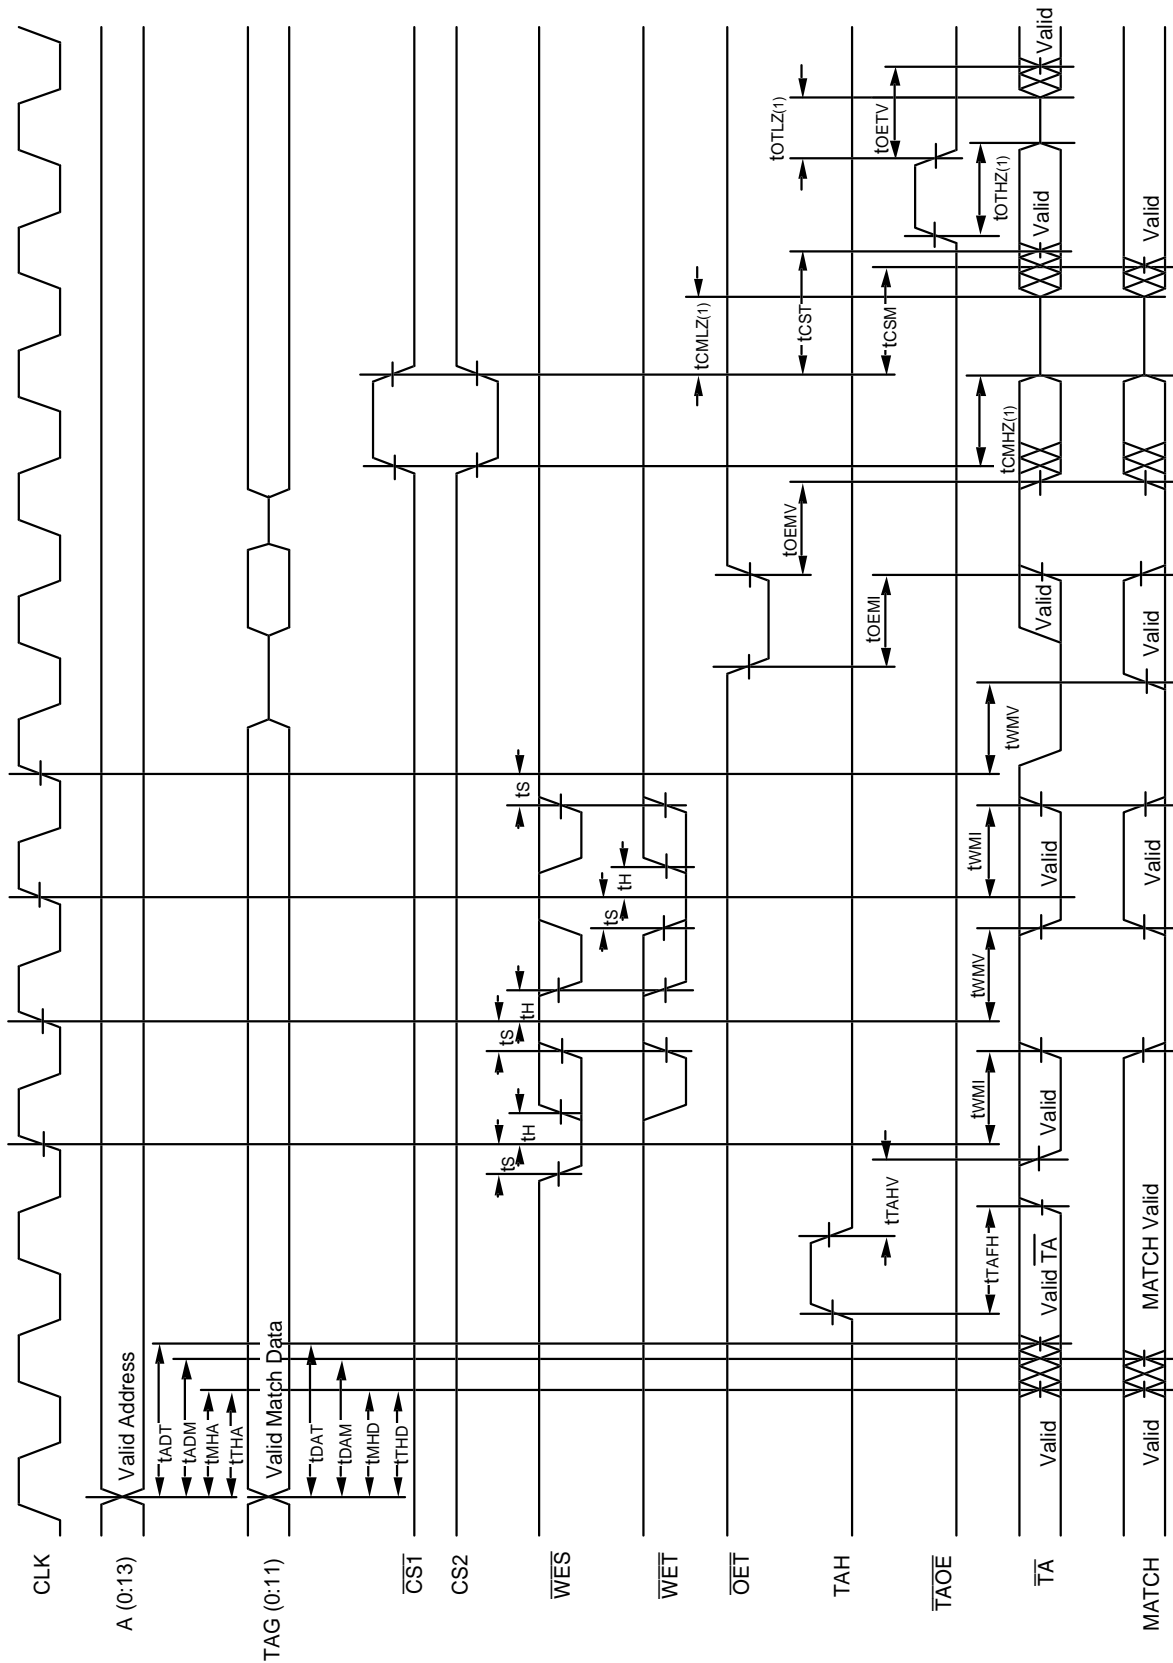 CLK
A (0:13)
Valid Address
tADT
tADM
tMHA
tTHA
TAG (0:11)
Valid Match Data
tDAT
tDAM
tMHD
tTHD
CS1
CS2
WES
tS
tH
tS
tH
tS
WET
tS
tH
OET
tCMLZ(1)
TAH
tTAHV
tOEMI
tOEMV
tCSM
tCST
tOTLZ(1)
tOETV
TAOE
tTAFH
tWMI
tWMV
tWMI
tWMV
tCMHZ(1)
tOTHZ(1)
TA
Valid
Valid TA
Valid
Valid
Valid
Valid
Valid
MATCH
Valid
MATCH Valid
Valid
Valid
Valid